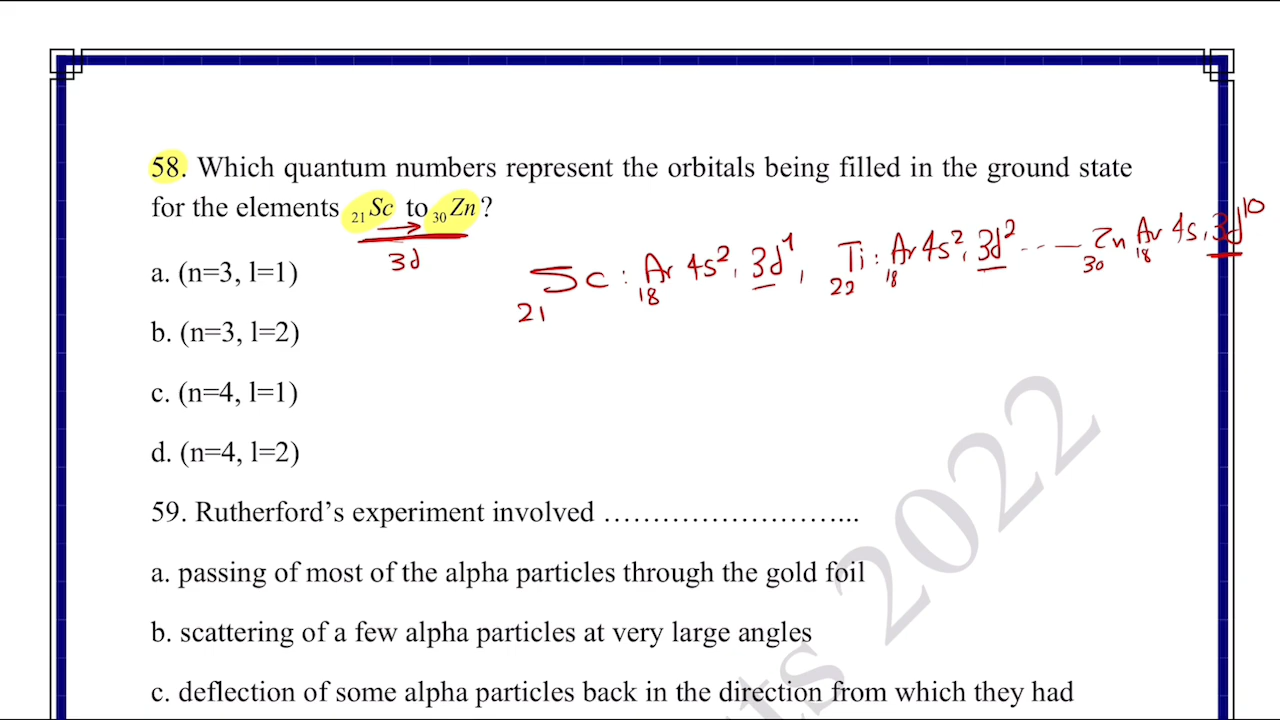 58. Which quantum numbers represent the orbitals being filled in the ground state
for the elements ₂₁Sc to ₃₀Zn?
3d
₂₁Sc : ₁₈Ar 4s², 3d¹, ₂₂Ti : ₁₈Ar 4s², 3d² ... — ₃₀Zn ₁₈Ar 4s, 3d¹⁰
a. (n=3, l=1)
b. (n=3, l=2)
c. (n=4, l=1)
d. (n=4, l=2)
59. Rutherford’s experiment involved ……………………...
a. passing of most of the alpha particles through the gold foil
b. scattering of a few alpha particles at very large angles
c. deflection of some alpha particles back in the direction from which they had
2022